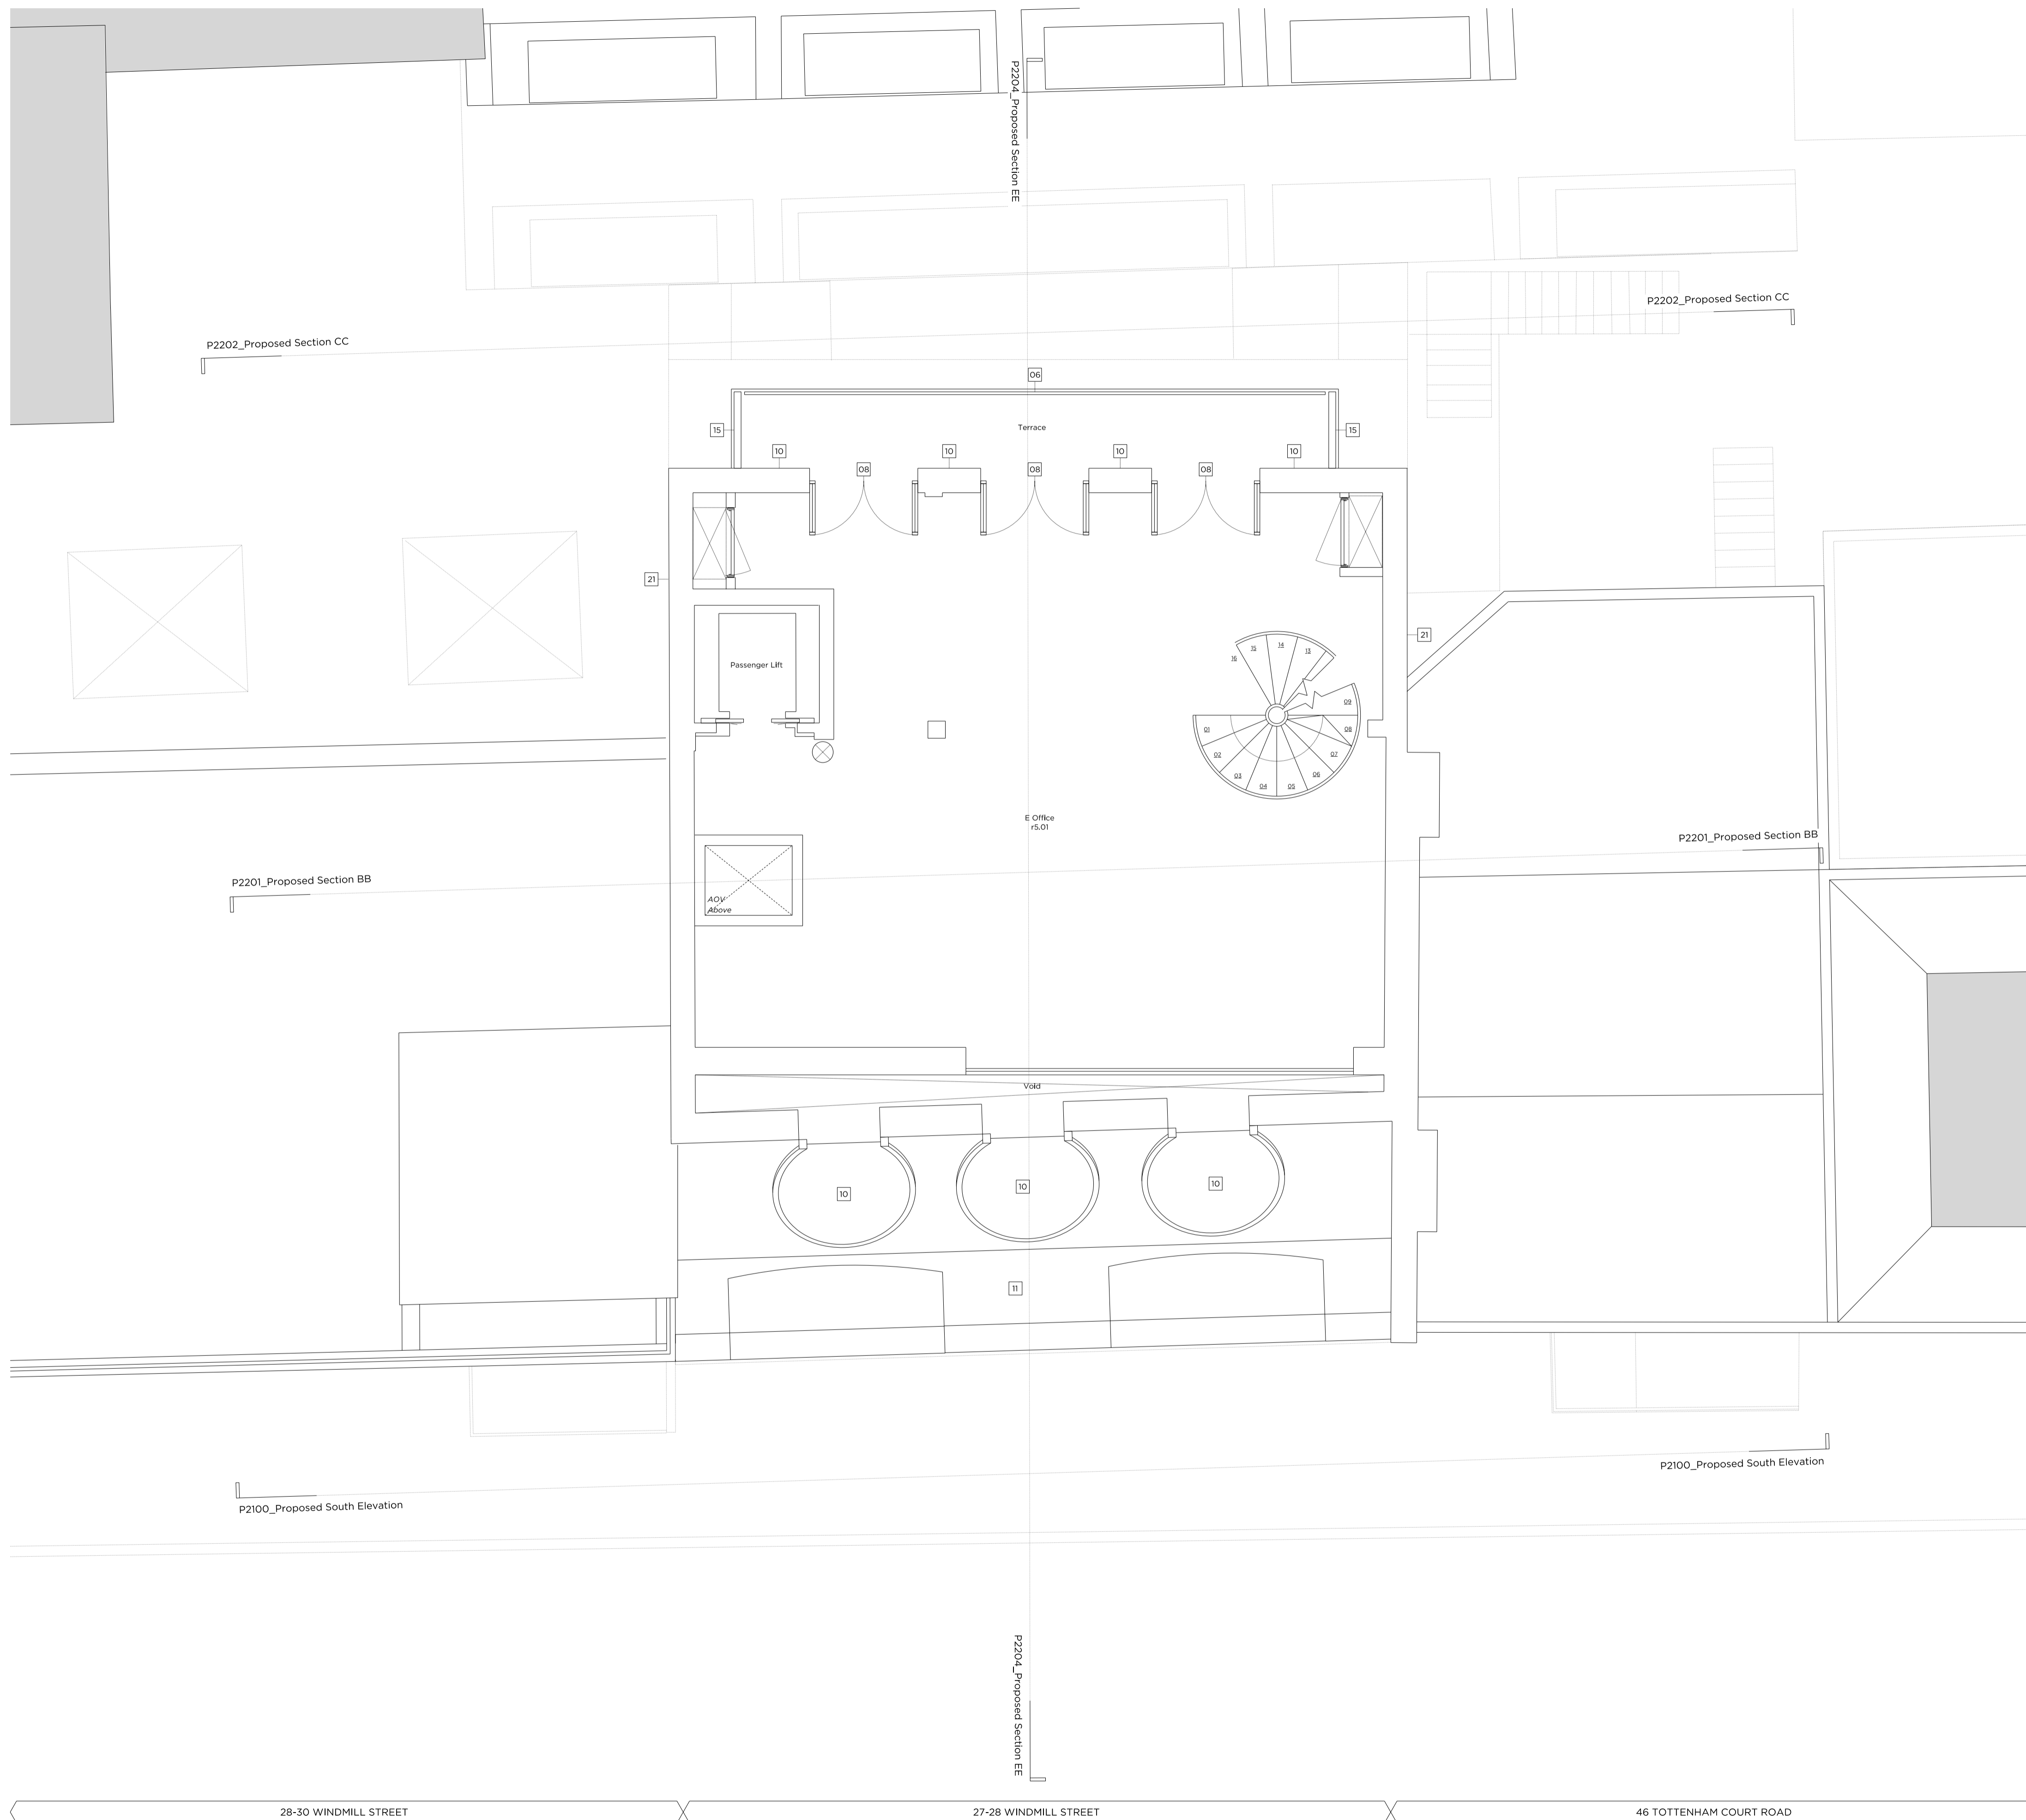 P2204_Proposed Section EE
P2202_Proposed Section CC
P2202_Proposed Section CC
06
15
Terrace
15
10
10
10
10
08
08
08
21
21
Passenger Lift
16
15
14
13
09
01
08
02
07
03
06
04
05
E Office
r5.01
P2201_Proposed Section BB
P2201_Proposed Section BB
AOV
Above
Void
10
10
10
11
P2100_Proposed South Elevation
P2100_Proposed South Elevation
P2204_Proposed Section EE
28-30 WINDMILL STREET
27-28 WINDMILL STREET
46 TOTTENHAM COURT ROAD